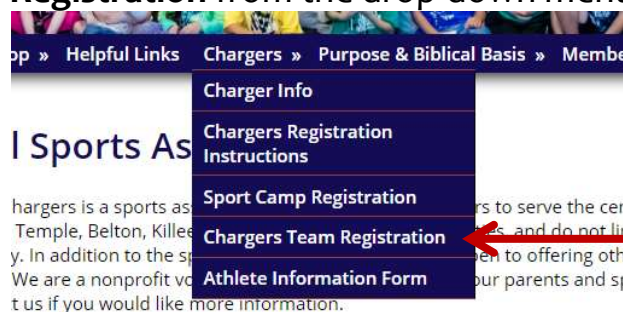 Registration from the drop-down menu
op » Helpful Links Chargers » Purpose & Biblical Basis » Membe
Charger Info
Chargers Registration
Instructions
l Sports As
Sport Camp Registration
hargers is a sports as rs to serve the cen
Chargers Team Registration
Temple, Belton, Killee and do not li
y. In addition to the sp en to offering oth
Athlete Information Form
We are a nonprofit vo our parents and sp
t us if you would like more information.